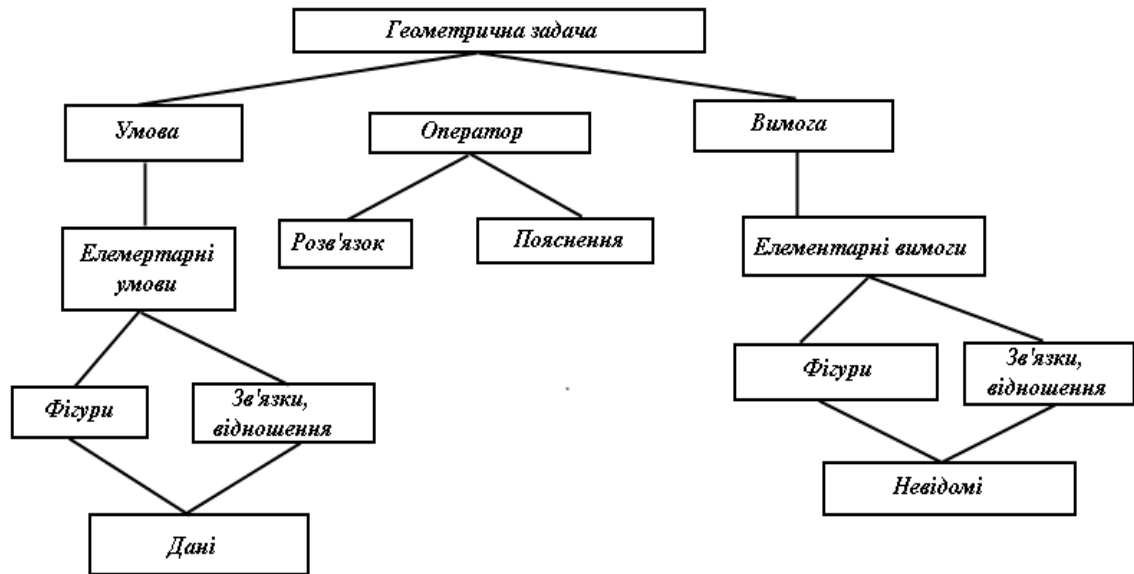 Геометрична задача
Умова
Оператор
Вимога
Розв'язок
Пояснення
Елемертарні
умови
Елементарні вимоги
Фігури
Зв'язки,
відношення
Фігури
Зв'язки,
відношення
Дані
Невідомі